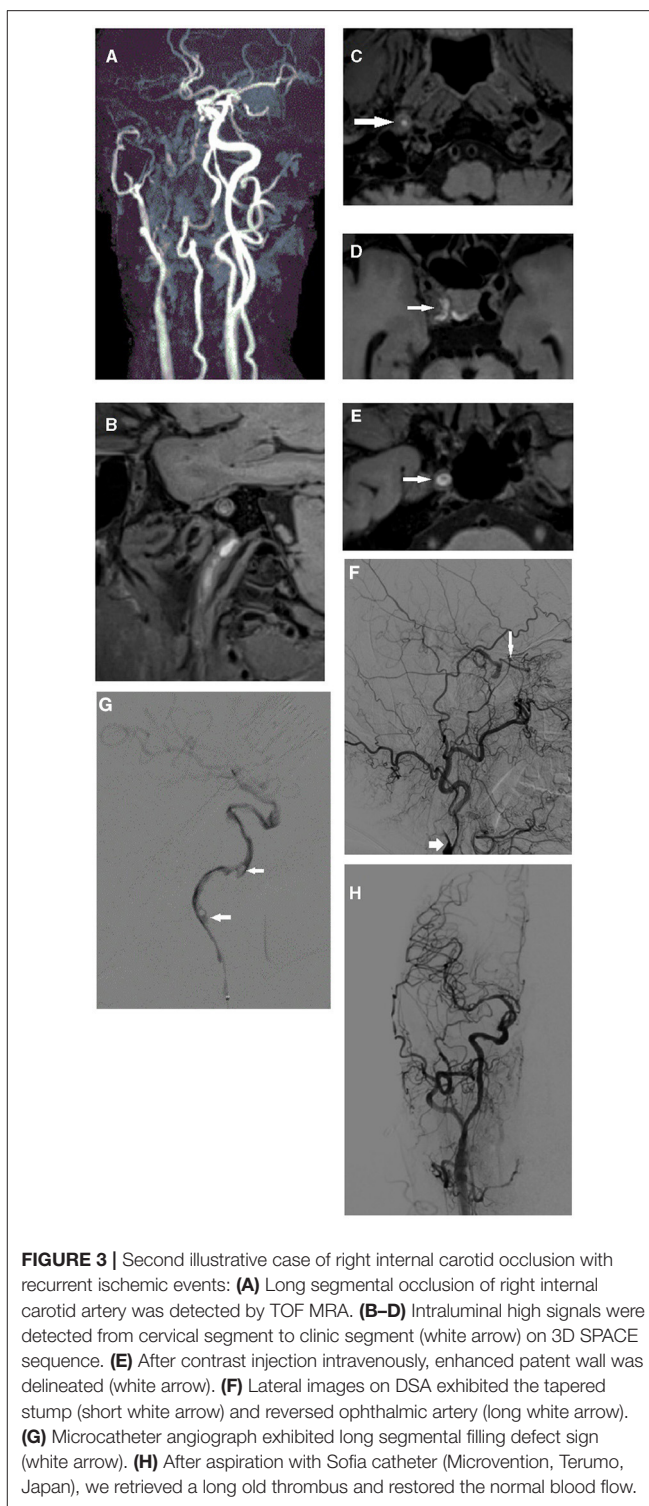 A
B
C
D
E
F
G
H
FIGURE 3 | Second illustrative case of right internal carotid occlusion with
recurrent ischemic events: (A) Long segmental occlusion of right internal
carotid artery was detected by TOF MRA. (B–D) Intraluminal high signals were
detected from cervical segment to clinic segment (white arrow) on 3D SPACE
sequence. (E) After contrast injection intravenously, enhanced patent wall was
delineated (white arrow). (F) Lateral images on DSA exhibited the tapered
stump (short white arrow) and reversed ophthalmic artery (long white arrow).
(G) Microcatheter angiograph exhibited long segmental filling defect sign
(white arrow). (H) After aspiration with Sofia catheter (Microvention, Terumo,
Japan), we retrieved a long old thrombus and restored the normal blood flow.